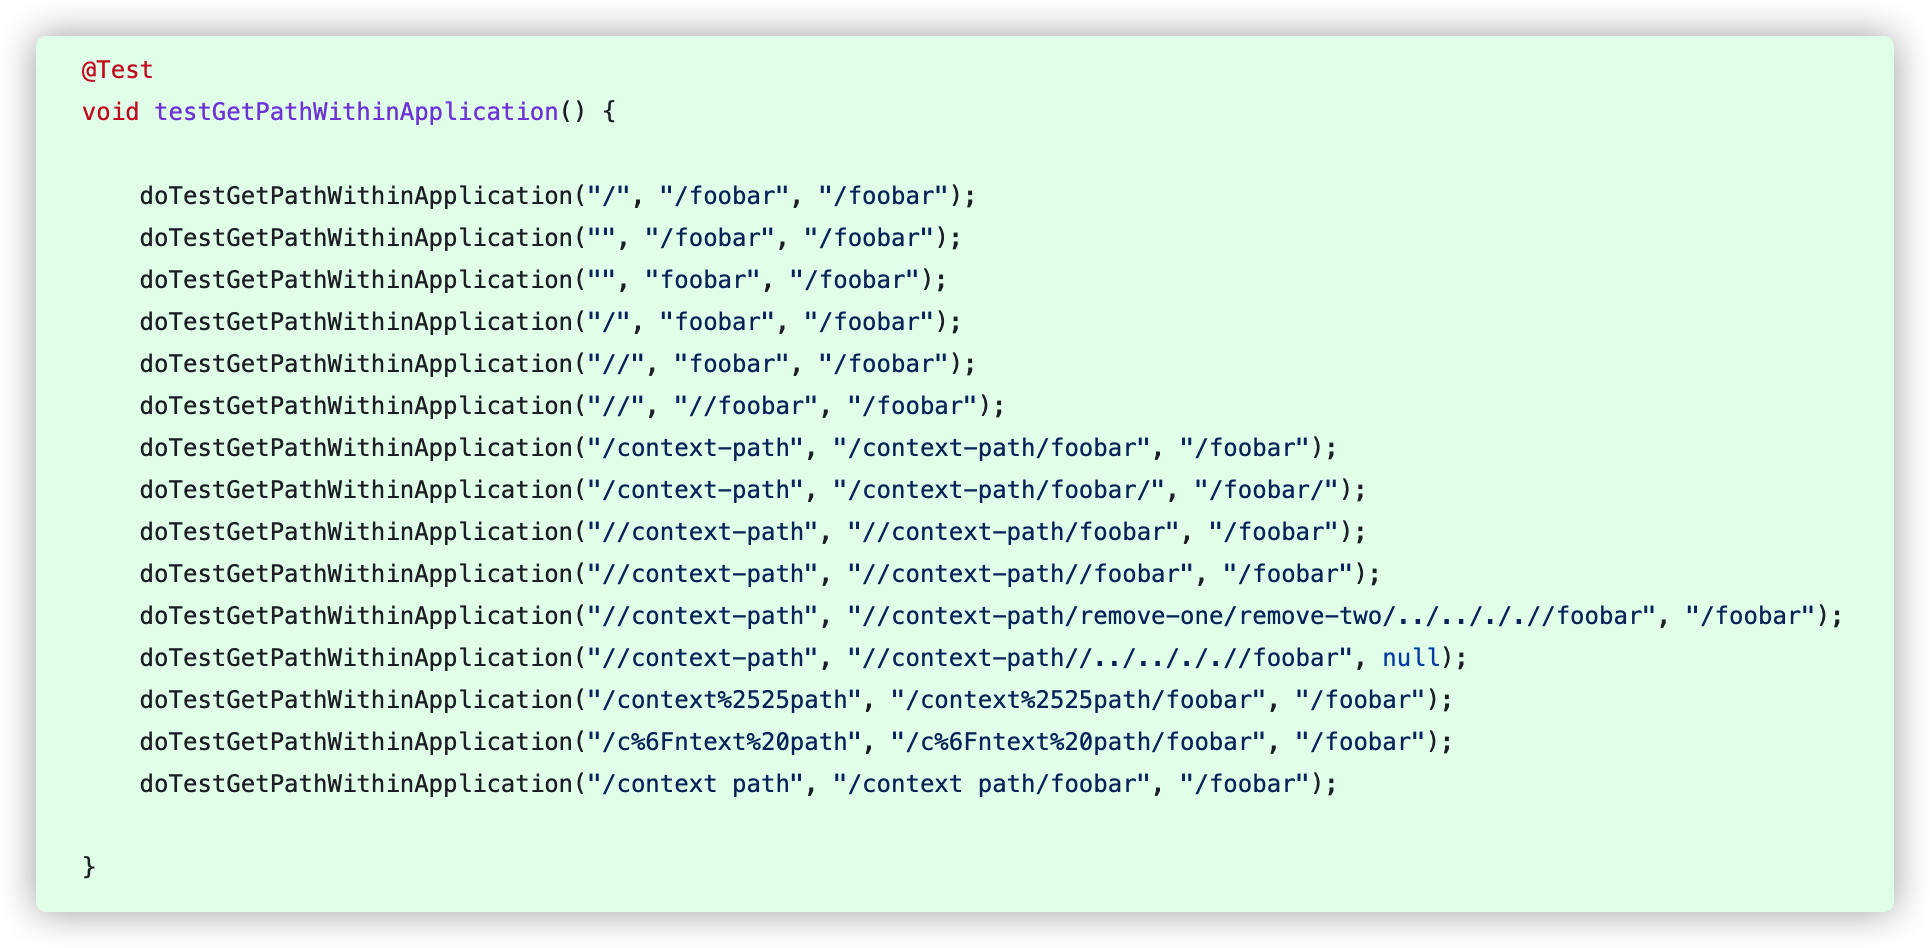 @Test
void testGetPathWithinApplication() {
doTestGetPathWithinApplication("/", "/foobar", "/foobar");
doTestGetPathWithinApplication("", "/foobar", "/foobar");
doTestGetPathWithinApplication("", "foobar", "/foobar");
doTestGetPathWithinApplication("/", "foobar", "/foobar");
doTestGetPathWithinApplication("//", "foobar", "/foobar");
doTestGetPathWithinApplication("//", "//foobar", "/foobar");
doTestGetPathWithinApplication("/context-path", "/context-path/foobar", "/foobar");
doTestGetPathWithinApplication("/context-path", "/context-path/foobar/", "/foobar/");
doTestGetPathWithinApplication("//context-path", "//context-path/foobar", "/foobar");
doTestGetPathWithinApplication("//context-path", "//context-path//foobar", "/foobar");
doTestGetPathWithinApplication("//context-path", "//context-path/remove-one/remove-two/../../././/foobar", "/foobar");
doTestGetPathWithinApplication("//context-path", "//context-path//../../././/foobar", null);
doTestGetPathWithinApplication("/context%2525path", "/context%2525path/foobar", "/foobar");
doTestGetPathWithinApplication("/c%6Fntext%20path", "/c%6Fntext%20path/foobar", "/foobar");
doTestGetPathWithinApplication("/context path", "/context path/foobar", "/foobar");
}